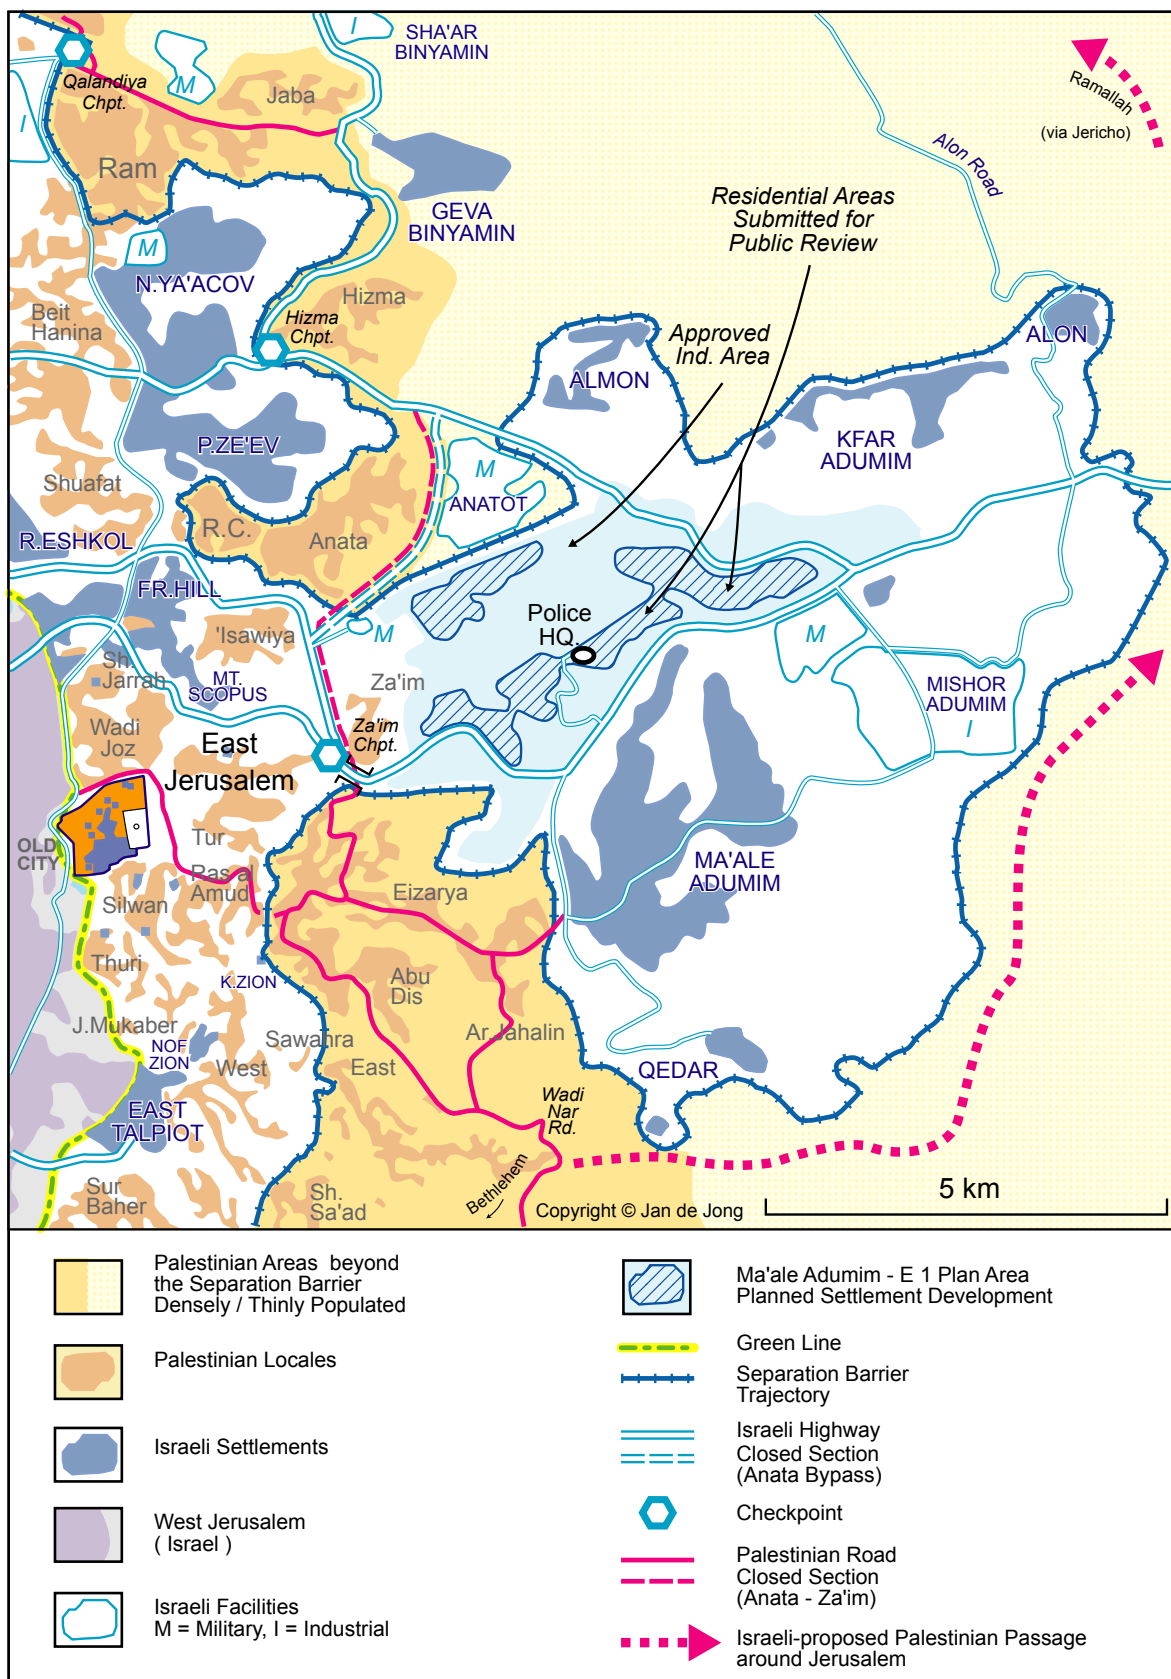 I
SHA'AR
BINYAMIN
Qalandiya
Chpt.
M
Jaba
I
Ramallah
(via Jericho)
Ram
Alon Road
GEVA
BINYAMIN
Residential Areas
Submitted for
Public Review
M
N.YA'ACOV
Hizma
Beit
Hanina
Hizma
Chpt.
Approved
Ind. Area
ALMON
ALON
P.ZE'EV
KFAR
ADUMIM
Shuafat
M
ANATOT
R.ESHKOL
R.C.
Anata
FR.HILL
'Isawiya
M
Police
HQ.
M
Sh.
Jarrah
MT.
SCOPUS
Za'im
MISHOR
ADUMIM
I
Wadi
Joz
Za'im
Chpt.
East
Jerusalem
OLD
CITY
Tur
Ras al
Amud
MA'ALE
ADUMIM
Silwan
Eizarya
Thuri
K.ZION
Abu
Dis
J.Mukaber
NOF
ZION
Sawahra
West
East
Ar.Jahalin
QEDAR
EAST
TALPIOT
Wadi
Nar
Rd.
Sur
Baher
Sh.
Sa'ad
Bethlehem
Copyright © Jan de Jong
5 km
Palestinian Areas beyond
the Separation Barrier
Densely / Thinly Populated
Palestinian Locales
Israeli Settlements
West Jerusalem
( Israel )
Israeli Facilities
M = Military, I = Industrial
Ma'ale Adumim - E 1 Plan Area
Planned Settlement Development
Green Line
Separation Barrier
Trajectory
Israeli Highway
Closed Section
(Anata Bypass)
Checkpoint
Palestinian Road
Closed Section
(Anata - Za'im)
Israeli-proposed Palestinian Passage
around Jerusalem